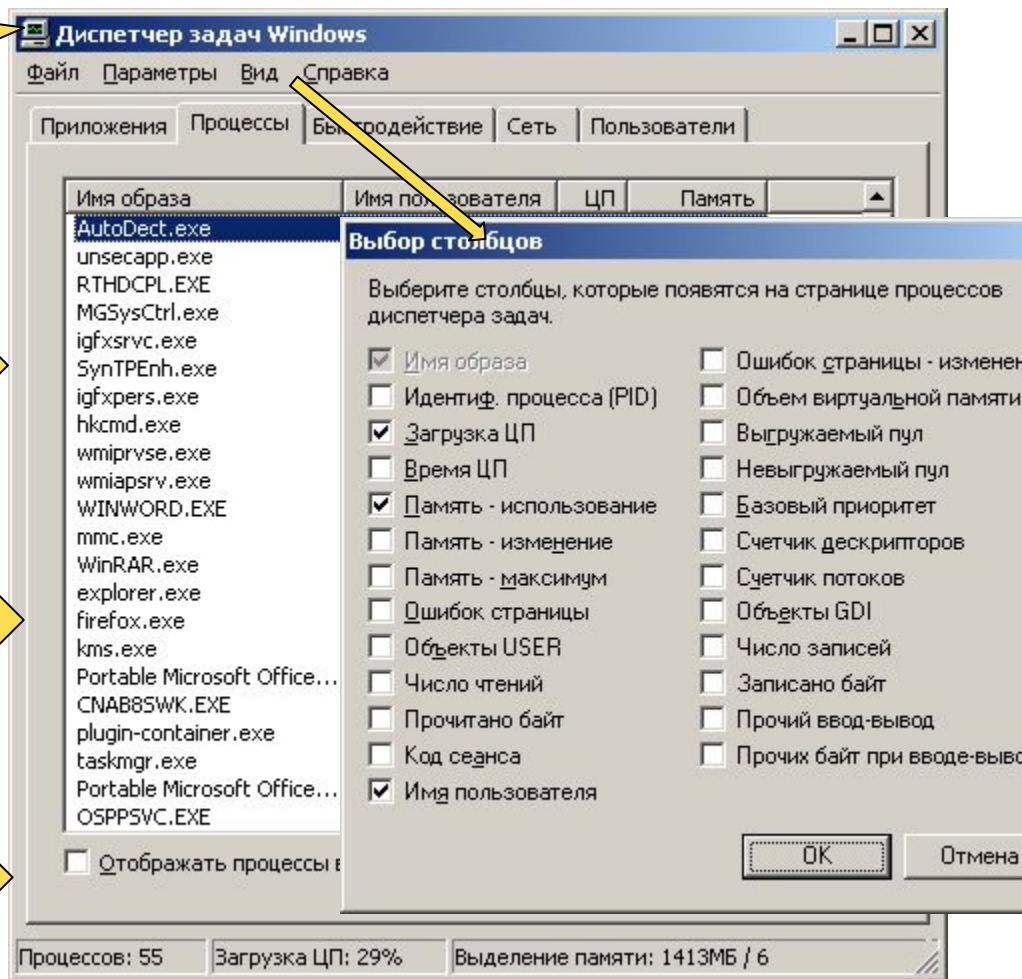 Диспетчер задач Windows
Файл Параметры Вид Справка
Приложения Процессы Быстродействие Сеть Пользователи
Имя образа Имя пользователя ЦП Память
AutoDect.exe
unsecapp.exe
RTHDCPL.EXE
MGSysCtrl.exe
igfxsrvc.exe
SynTPEnh.exe
igfxpers.exe
hkcmd.exe
wmiprvse.exe
wmiapsrv.exe
WINWORD.EXE
mmc.exe
WinRAR.exe
explorer.exe
firefox.exe
kms.exe
Portable Microsoft Office...
CNAB8SWK.EXE
plugin-container.exe
taskmgr.exe
Portable Microsoft Office...
OSPPSVC.EXE
Отображать процессы в
Выбор столбцов
Выберите столбцы, которые появятся на странице процессов
диспетчера задач.
Имя образа
Идентиф. процесса (PID)
Загрузка ЦП
Время ЦП
Память - использование
Память - изменение
Память - максимум
Ошибок страницы
Объекты USER
Число чтений
Прочитано байт
Код сеанса
Имя пользователя
Ошибок страницы - изменен
Объем виртуальной памяти
Выгружаемый пул
Невыгружаемый пул
Базовый приоритет
Счетчик дескрипторов
Счетчик потоков
Объекты GDI
Число записей
Записано байт
Прочий ввод-вывод
Прочих байт при вводе-выво
OK Отмена
Процессов: 55 Загрузка ЦП: 29% Выделение памяти: 1413МБ / 6